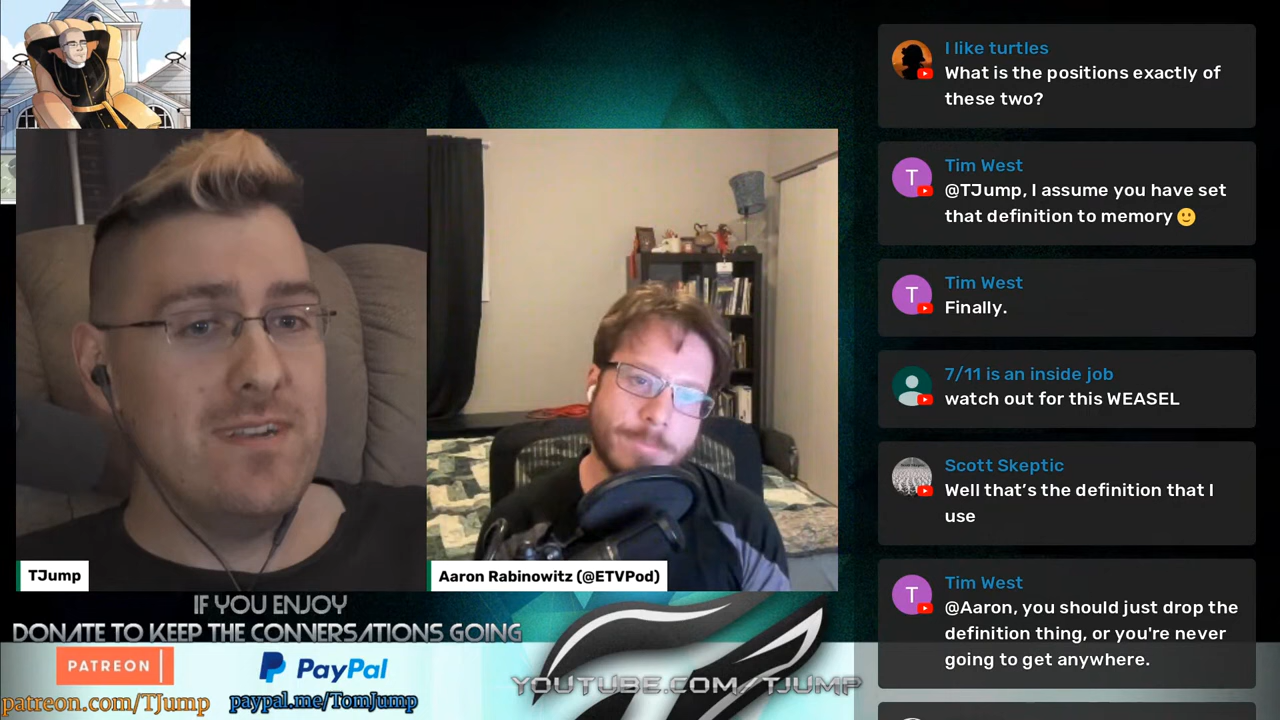 I like turtles
What is the positions exactly of
these two?
Tim West
@TJump, I assume you have set
that definition to memory 🙂
Tim West
Finally.
7/11 is an inside job
watch out for this WEASEL
Scott Skeptic
Well that's the definition that I
use
Tim West
@Aaron, you should just drop the
definition thing, or you're never
going to get anywhere.
TJump
Aaron Rabinowitz (@ETVPod)
IF YOU ENJOY
DONATE TO KEEP THE CONVERSATIONS GOING
PATREON
PayPal
patreon.com/TJump
paypal.me/TomJump
YOUTUBE.COM/TJUMP